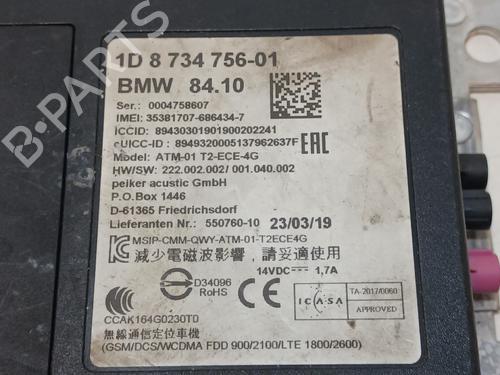 1D 8 734 756-01
BMW 84.10
Ser.: 0004758607
IMEI: 35381707-686434-7
iCCID: 8943030190190020​2241
eUICC-ID : 89493200051379626​37F
EAC
Model: ATM-01 T2-ECE-4G
HW/SW: 222.002.002/ 001.040.002
peiker acustic GmbH
P.O.Box 1446
D-61365 Friedrichsdorf
Lieferanten Nr.: 550760-10 23/03/19
MSIP-CMM-QWY-ATM-01-T2ECE4G
減少電磁波影響，請妥適使用
14VDC 1,7A
D34096
RoHS
CE
ICASA
TA-2017/0060
APPROVED
CCAK164G0230T0
無線通信定位車機
(GSM/DCS/WCDMA FDD 900/2100/LTE 1800/2600)
B-Parts